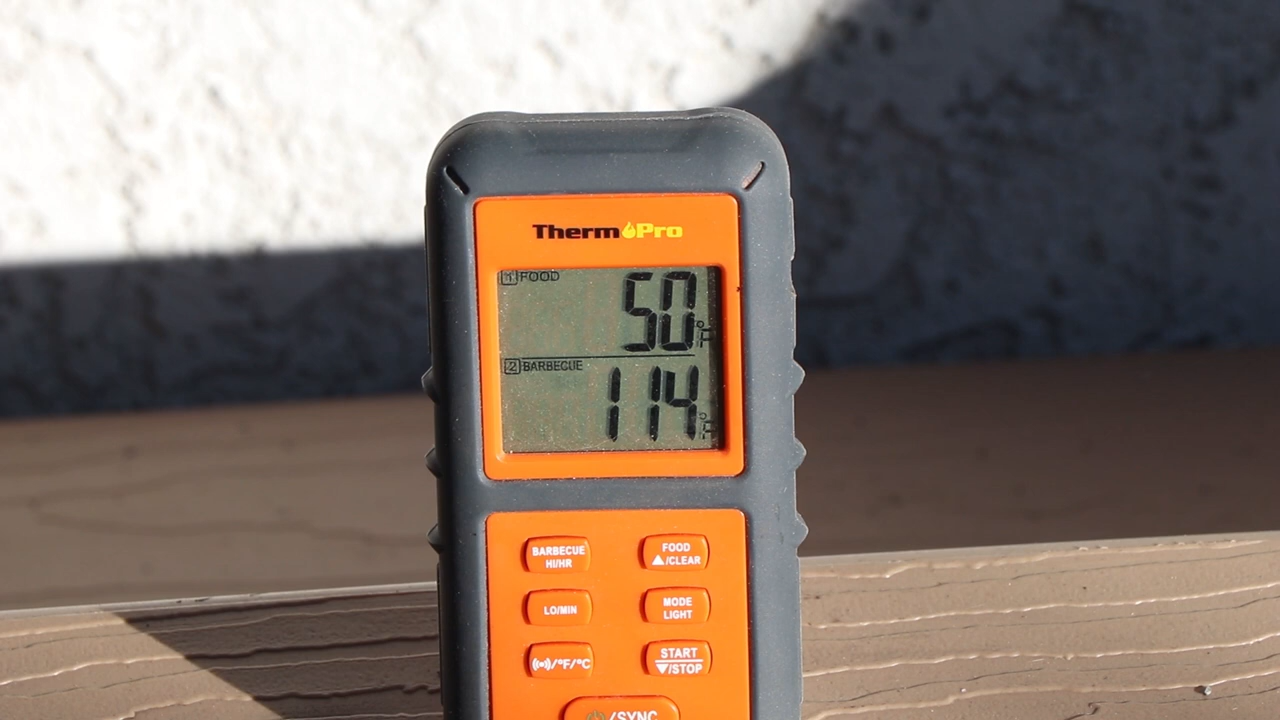 ThermoPro
1 FOOD
50 °F
2 BARBECUE
114 °F
BARBECUE
HI/HR
FOOD
▲/CLEAR
LO/MIN
MODE
LIGHT
((•))/°F/°C
START
▼/STOP
/SYNC